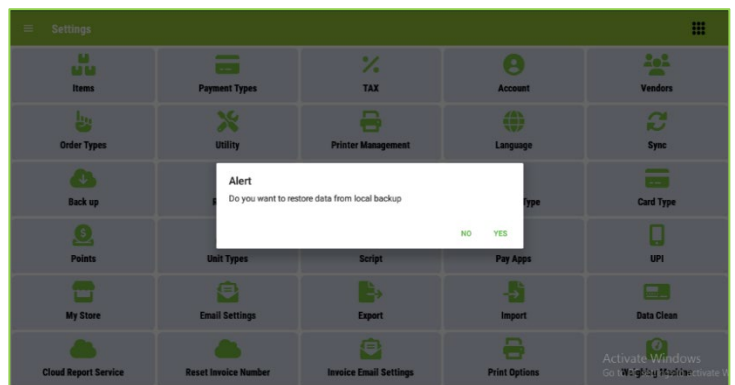 Settings
Items
Payment Types
TAX
Account
Vendors
Order Types
Utility
Printer Management
Language
Sync
Alert
Do you want to restore data from local backup
NO YES
Back up
Type
Card Type
Points
Unit Types
Script
Pay Apps
UPI
My Store
Email Settings
Export
Import
Data Clean
Cloud Report Service
Reset Invoice Number
Invoice Email Settings
Print Options
Weighing Machine
Activate Windows